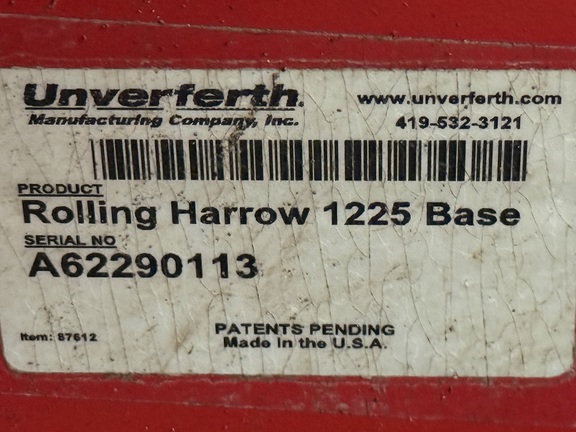 Unverferth.
Manufacturing Company, Inc.
www.unverferth.com
419-532-3121
PRODUCT
Rolling Harrow 1225 Base
SERIAL NO
A62290113
Item: 87612
PATENTS PENDING
Made in the U.S.A.